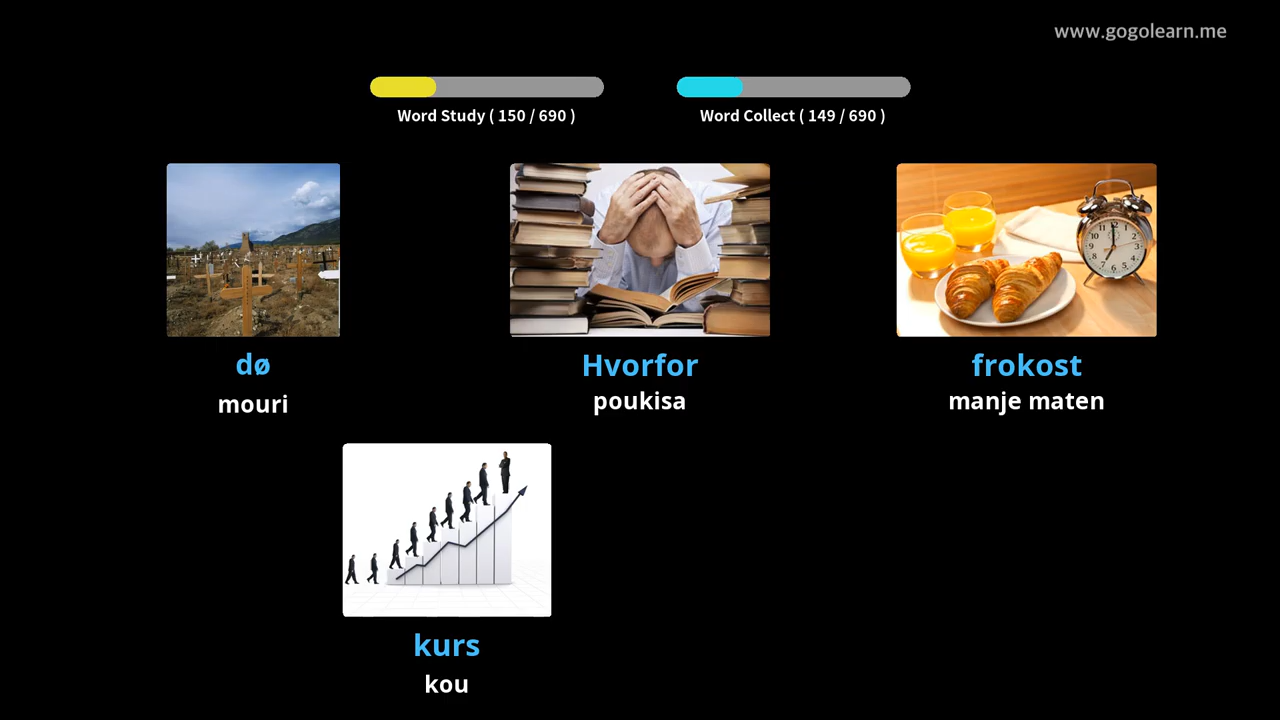 www.gogolearn.me
Word Study ( 150 / 690 )
Word Collect ( 149 / 690 )
dø
mouri
Hvorfor
poukisa
frokost
manje maten
kurs
kou